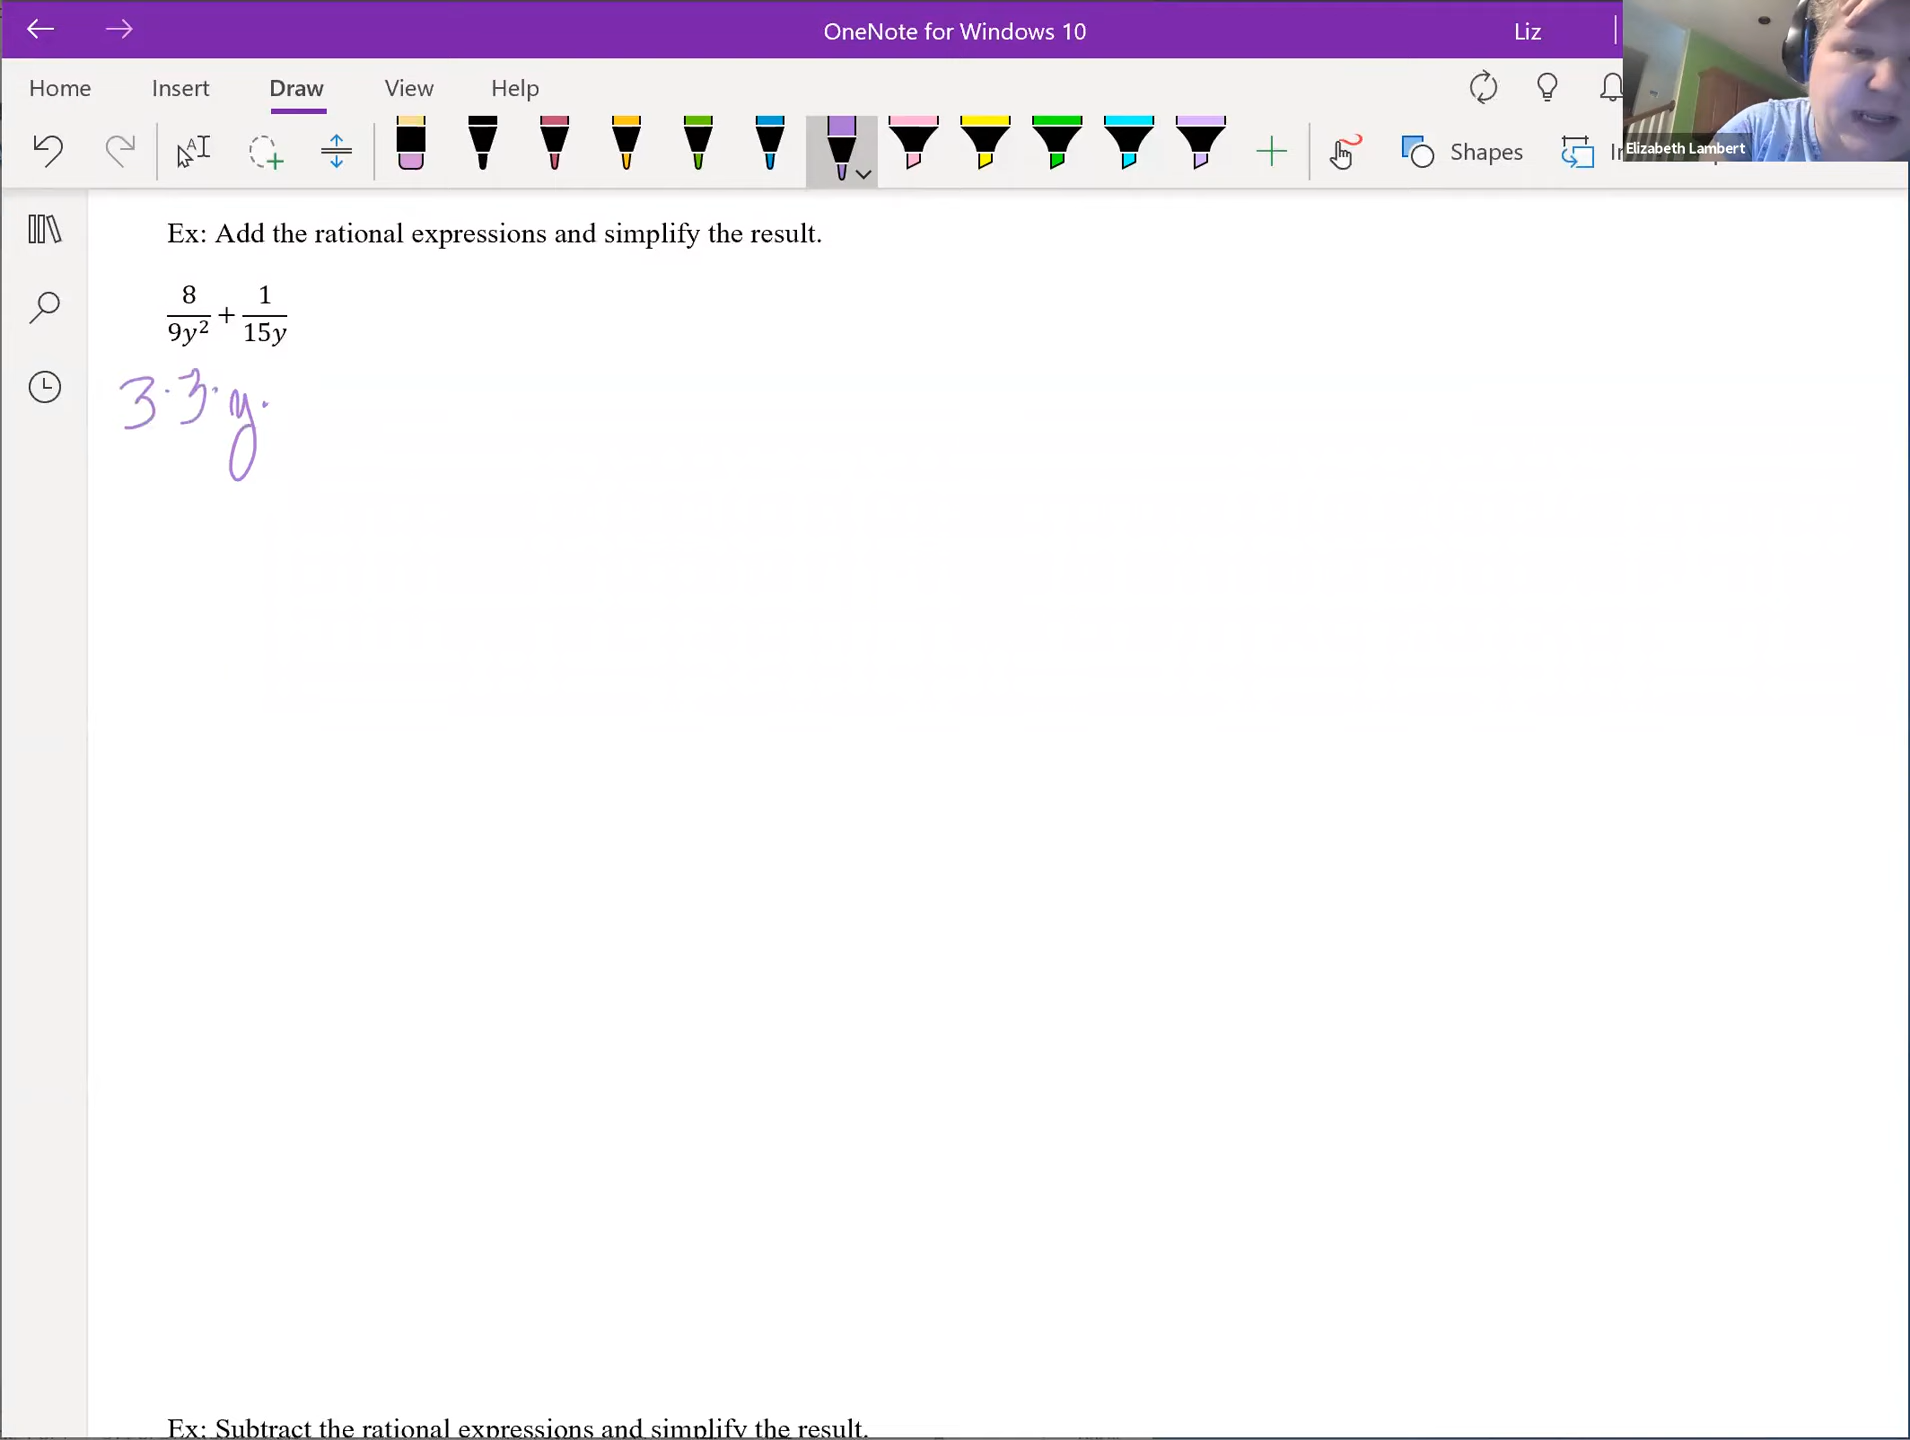 OneNote for Windows 10
Liz
Home Insert Draw View Help
Shapes
Elizabeth Lambert
Ex: Add the rational expressions and simplify the result.
8/9y² + 1/15y
3·3·y·
Ex: Subtract the rational expressions and simplify the result.